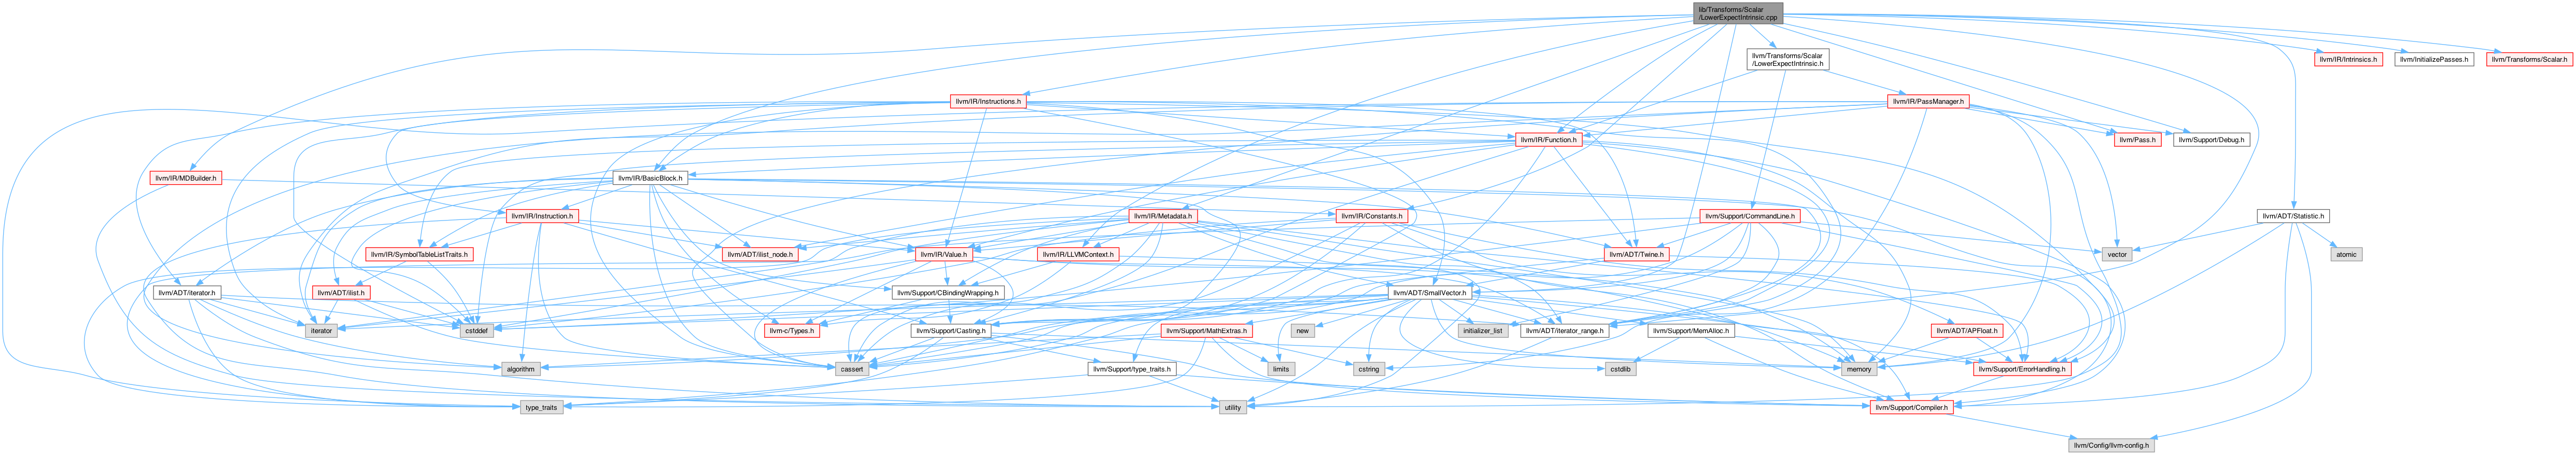 lib/Transforms/Scalar
/LowerExpectIntrinsic.cpp
llvm/Transforms/Scalar
/LowerExpectIntrinsic.h
llvm/IR/Intrinsics.h
llvm/InitializePasses.h
llvm/Transforms/Scalar.h
llvm/IR/Instructions.h
llvm/IR/PassManager.h
llvm/IR/Function.h
llvm/Pass.h
llvm/Support/Debug.h
llvm/IR/MDBuilder.h
llvm/IR/BasicBlock.h
llvm/IR/Instruction.h
llvm/IR/Metadata.h
llvm/IR/Constants.h
llvm/Support/CommandLine.h
llvm/ADT/Statistic.h
llvm/IR/SymbolTableListTraits.h
llvm/ADT/ilist_node.h
llvm/IR/Value.h
llvm/IR/LLVMContext.h
llvm/ADT/Twine.h
vector
atomic
llvm/ADT/iterator.h
llvm/ADT/ilist.h
llvm/Support/CBindingWrapping.h
llvm/ADT/SmallVector.h
iterator
cstddef
llvm-c/Types.h
llvm/Support/Casting.h
llvm/Support/MathExtras.h
new
initializer_list
llvm/ADT/iterator_range.h
llvm/Support/MemAlloc.h
llvm/ADT/APFloat.h
algorithm
cassert
llvm/Support/type_traits.h
limits
cstring
cstdlib
memory
llvm/Support/ErrorHandling.h
type_traits
utility
llvm/Support/Compiler.h
llvm/Config/llvm-config.h